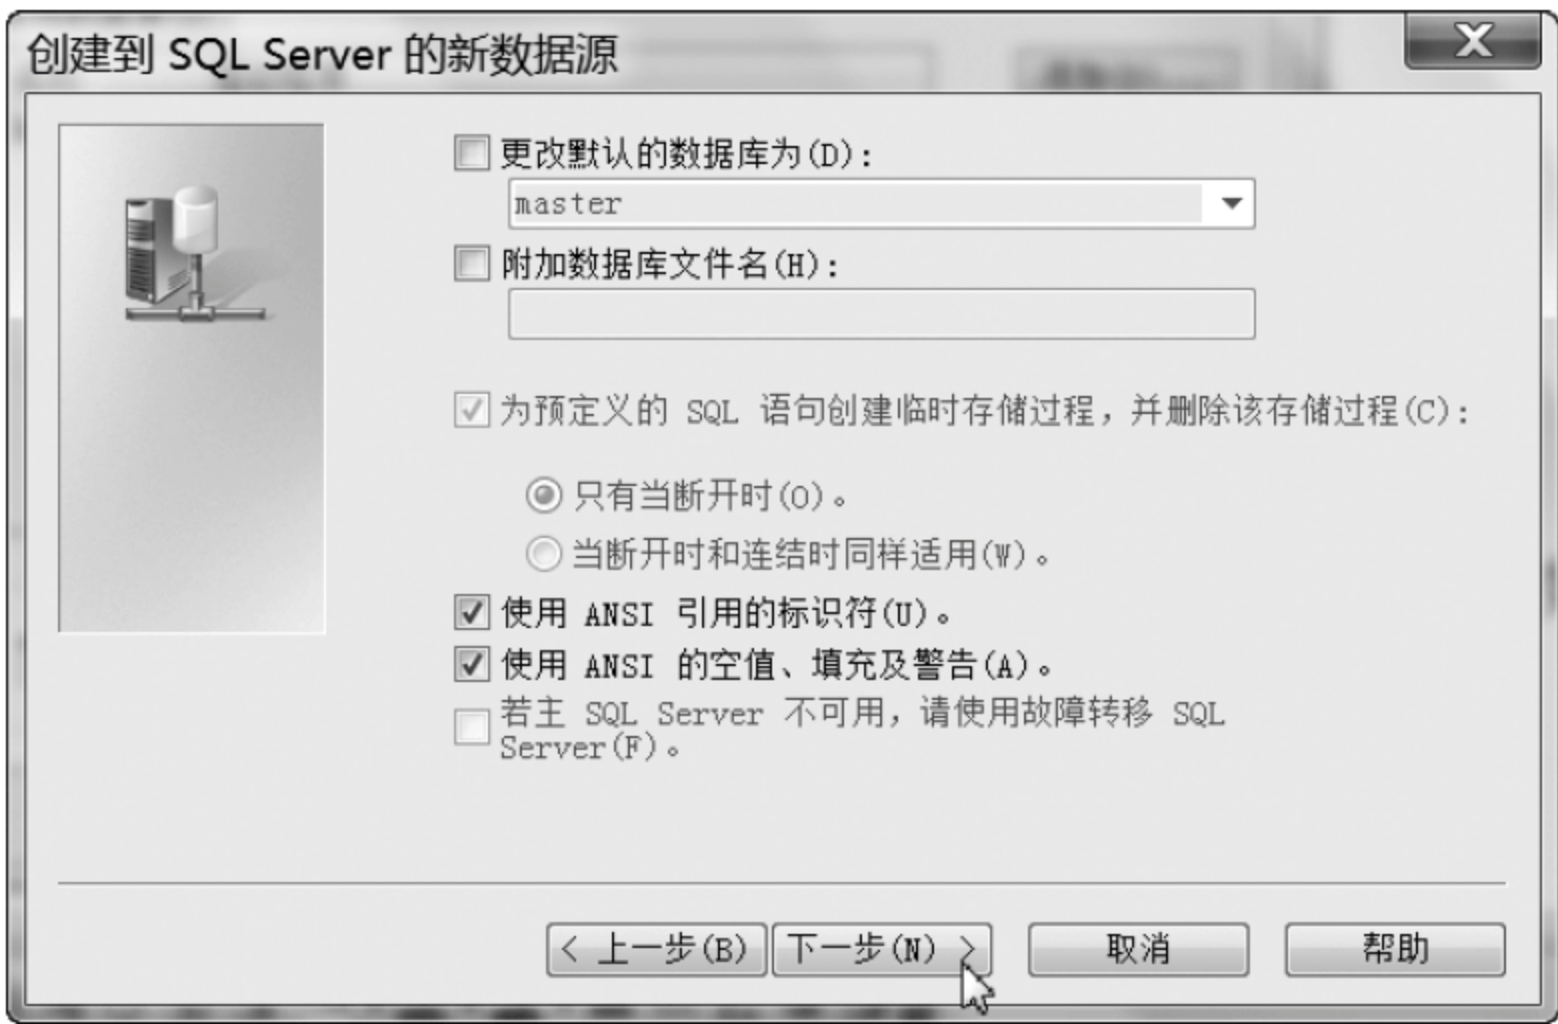 创建到 SQL Server 的新数据源
更改默认的数据库为(D):
master
附加数据库文件名(H):
为预定义的 SQL 语句创建临时存储过程，并删除该存储过程(C):
只有当断开时(O)。
当断开时和连结时同样适用(W)。
使用 ANSI 引用的标识符(U)。
使用 ANSI 的空值、填充及警告(A)。
若主 SQL Server 不可用，请使用故障转移 SQL
Server(F)。
< 上一步(B) 下一步(N) > 取消 帮助